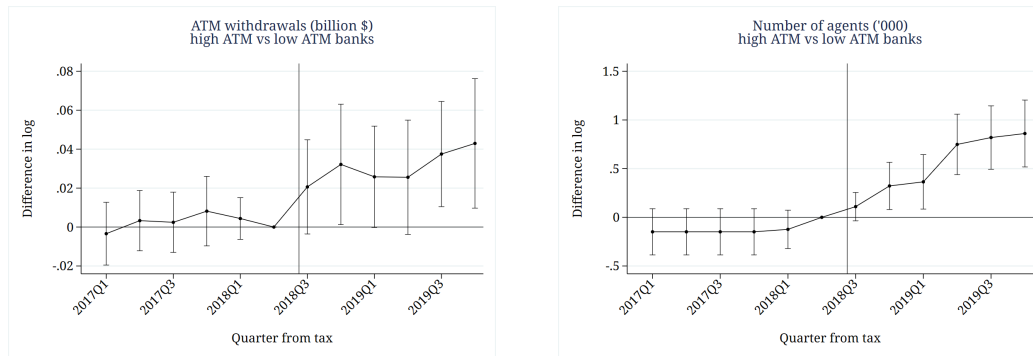 ATM withdrawals (billion $)
high ATM vs low ATM banks
Difference in log
.08
.06
.04
.02
0
-.02
2017Q1
2017Q3
2018Q1
2018Q3
2019Q1
2019Q3
Quarter from tax
Number of agents ('000)
high ATM vs low ATM banks
Difference in log
1.5
1
.5
0
-.5
2017Q1
2017Q3
2018Q1
2018Q3
2019Q1
2019Q3
Quarter from tax